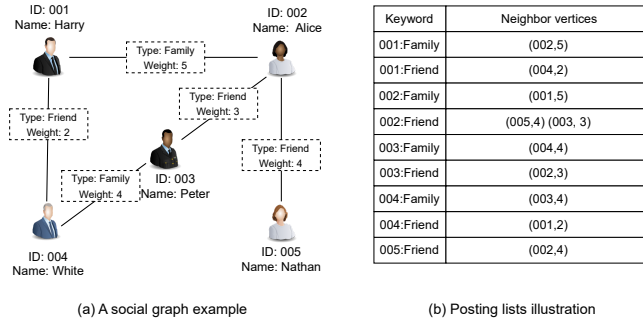 ID: 001
Name: Harry
ID: 002
Name: Alice
Type: Family
Weight: 5
Type: Friend
Weight: 2
Type: Friend
Weight: 3
Type: Friend
Weight: 4
Type: Family
Weight: 4
ID: 003
Name: Peter
ID: 004
Name: White
ID: 005
Name: Nathan
(a) A social graph example
Keyword Neighbor vertices
001:Family (002,5)
001:Friend (004,2)
002:Family (001,5)
002:Friend (005,4) (003, 3)
003:Family (004,4)
003:Friend (002,3)
004:Family (003,4)
004:Friend (001,2)
005:Friend (002,4)
(b) Posting lists illustration